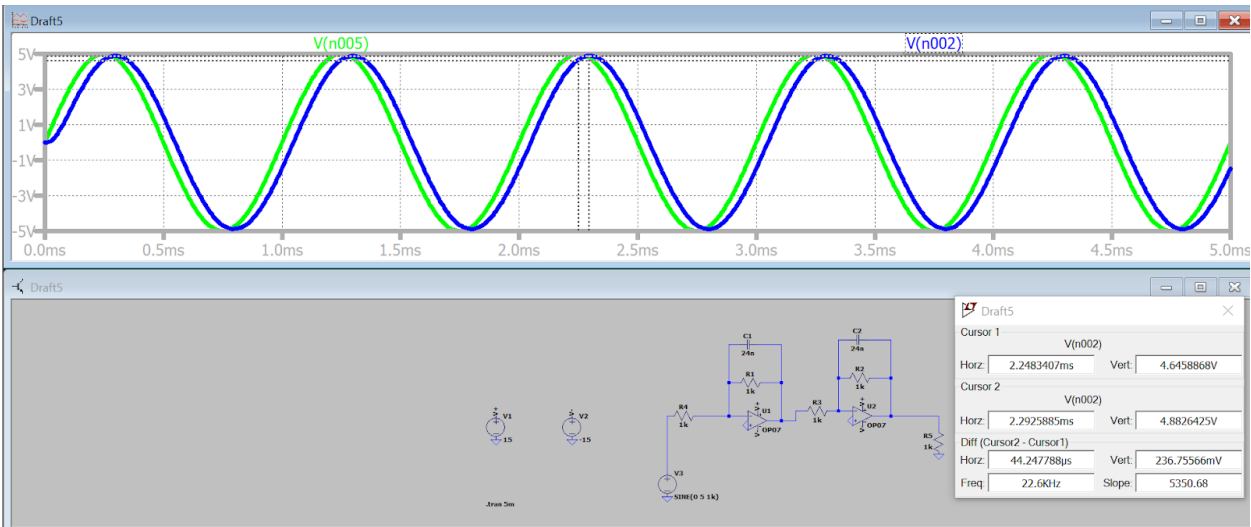 Draft5
V(n005)
V(n002)
5V
3V
1V
-1V
-3V
-5V
0.0ms 0.5ms 1.0ms 1.5ms 2.0ms 2.5ms 3.0ms 3.5ms 4.0ms 4.5ms 5.0ms
Draft5
C1
24n
R1
1k
R4
1k
V+
U1
V-
OP07
C2
24n
R2
1k
R3
1k
V+
U2
V-
OP07
R5
1k
V+
V1
15
V-
V2
-15
V3
SINE(0 5 1k)
.tran 5m
Draft5
Cursor 1
V(n002)
Horz: 2.2483407ms Vert: 4.6458868V
Cursor 2
V(n002)
Horz: 2.2925885ms Vert: 4.8826425V
Diff (Cursor2 - Cursor1)
Horz: 44.247788µs Vert: 236.75566mV
Freq: 22.6KHz Slope: 5350.68